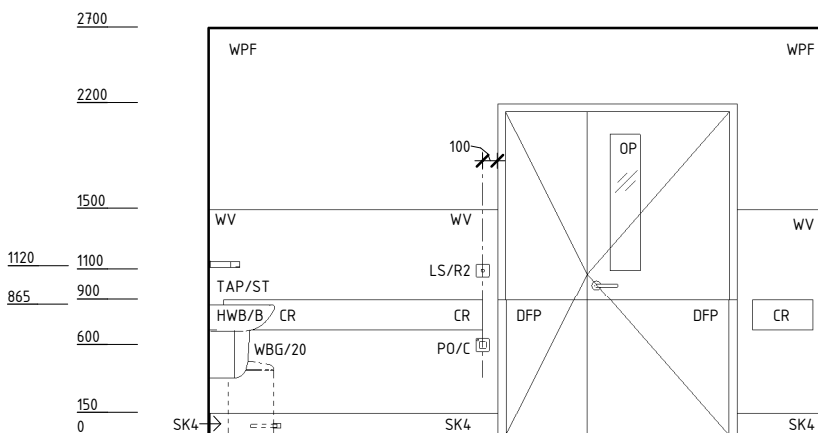 2700
WPF WPF
2200
100 OP
1500
WV WV WV
1120 1100
LS/R2
TAP/ST
865 900
HWB/B CR CR DFP DFP CR
600 WBG/20 PO/C
150
SK4 SK4 SK4
0